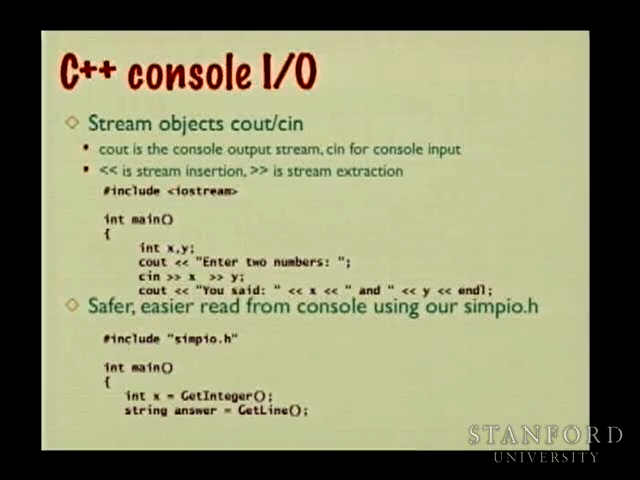 C++ console I/O
Stream objects cout/cin
cout is the console output stream, cin for console input
<< is stream insertion, >> is stream extraction
#include <iostream>
int main()
{
int x,y;
cout << "Enter two numbers: ";
cin >> x >> y;
cout << "You said: " << x << " and " << y << endl;
Safer, easier read from console using our simpio.h
#include "simpio.h"
int main()
{
int x = GetInteger();
string answer = GetLine();
STANFORD
UNIVERSITY